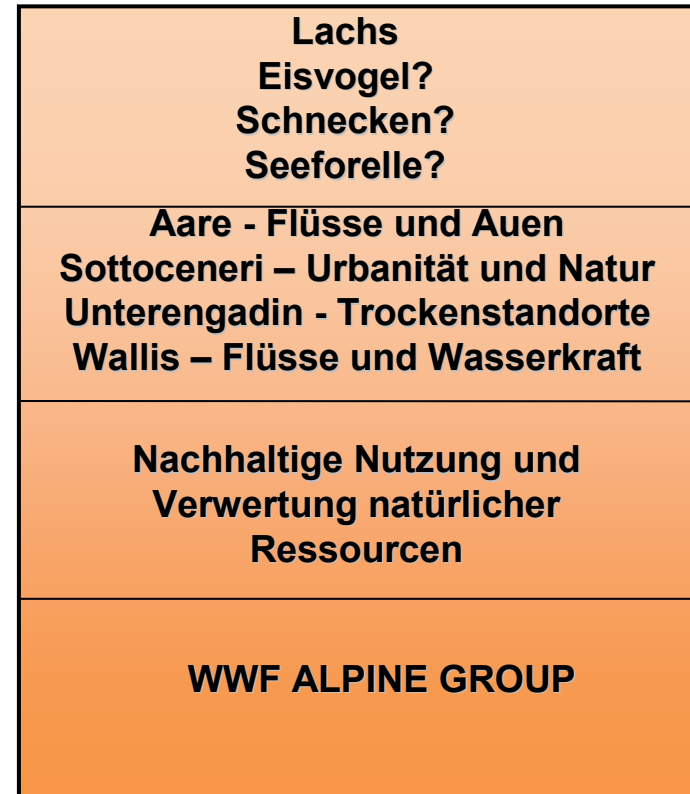 Lachs
Eisvogel?
Schnecken?
Seeforelle?
Aare - Flüsse und Auen
Sottoceneri – Urbanität und Natur
Unterengadin - Trockenstandorte
Wallis – Flüsse und Wasserkraft
Nachhaltige Nutzung und
Verwertung natürlicher
Ressourcen
WWF ALPINE GROUP